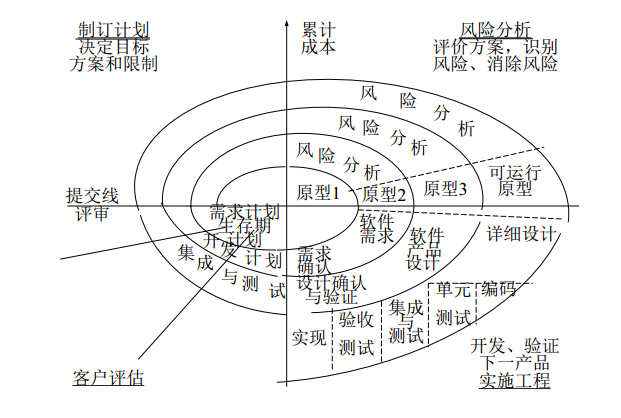 制订计划
决定目标
方案和限制
累计
成本
风险分析
评价方案，识别
风险、消除风险
风险分析
风险分析
风险分析
提交线
评审
原型1
原型2
原型3
可运行
原型
需求计划
生存期
计划
开发计划
集成
与测试
需求
确认
软件
需求
软件
产品
设计
详细设计
设计确认
与验证
实现
验收
测试
集成
与
测试
单元
测试
编码
客户评估
开发、验证
下一产品
实施工程